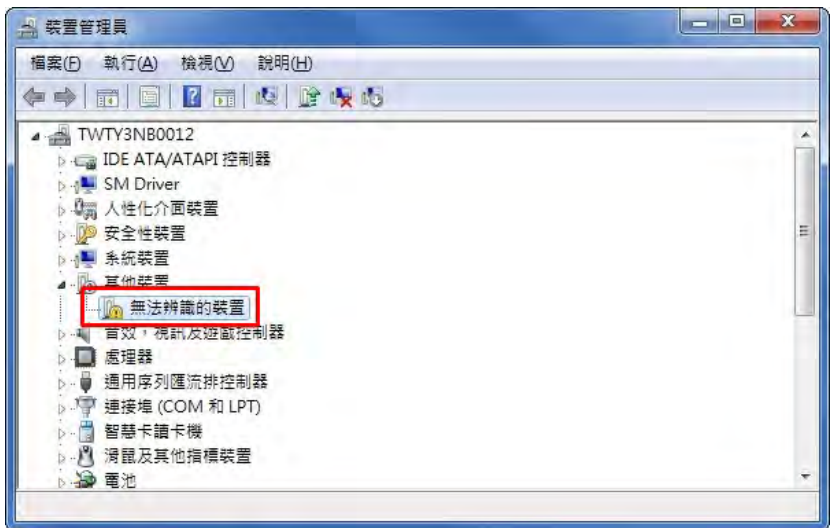 裝置管理員
檔案(F) 執行(A) 檢視(V) 說明(H)
TWTY3NB0012
IDE ATA/ATAPI 控制器
SM Driver
人性化介面裝置
安全性裝置
系統裝置
其他裝置
無法辨識的裝置
音效，視訊及遊戲控制器
處理器
通用序列匯流排控制器
連接埠 (COM 和 LPT)
智慧卡讀卡機
滑鼠及其他指標裝置
電池